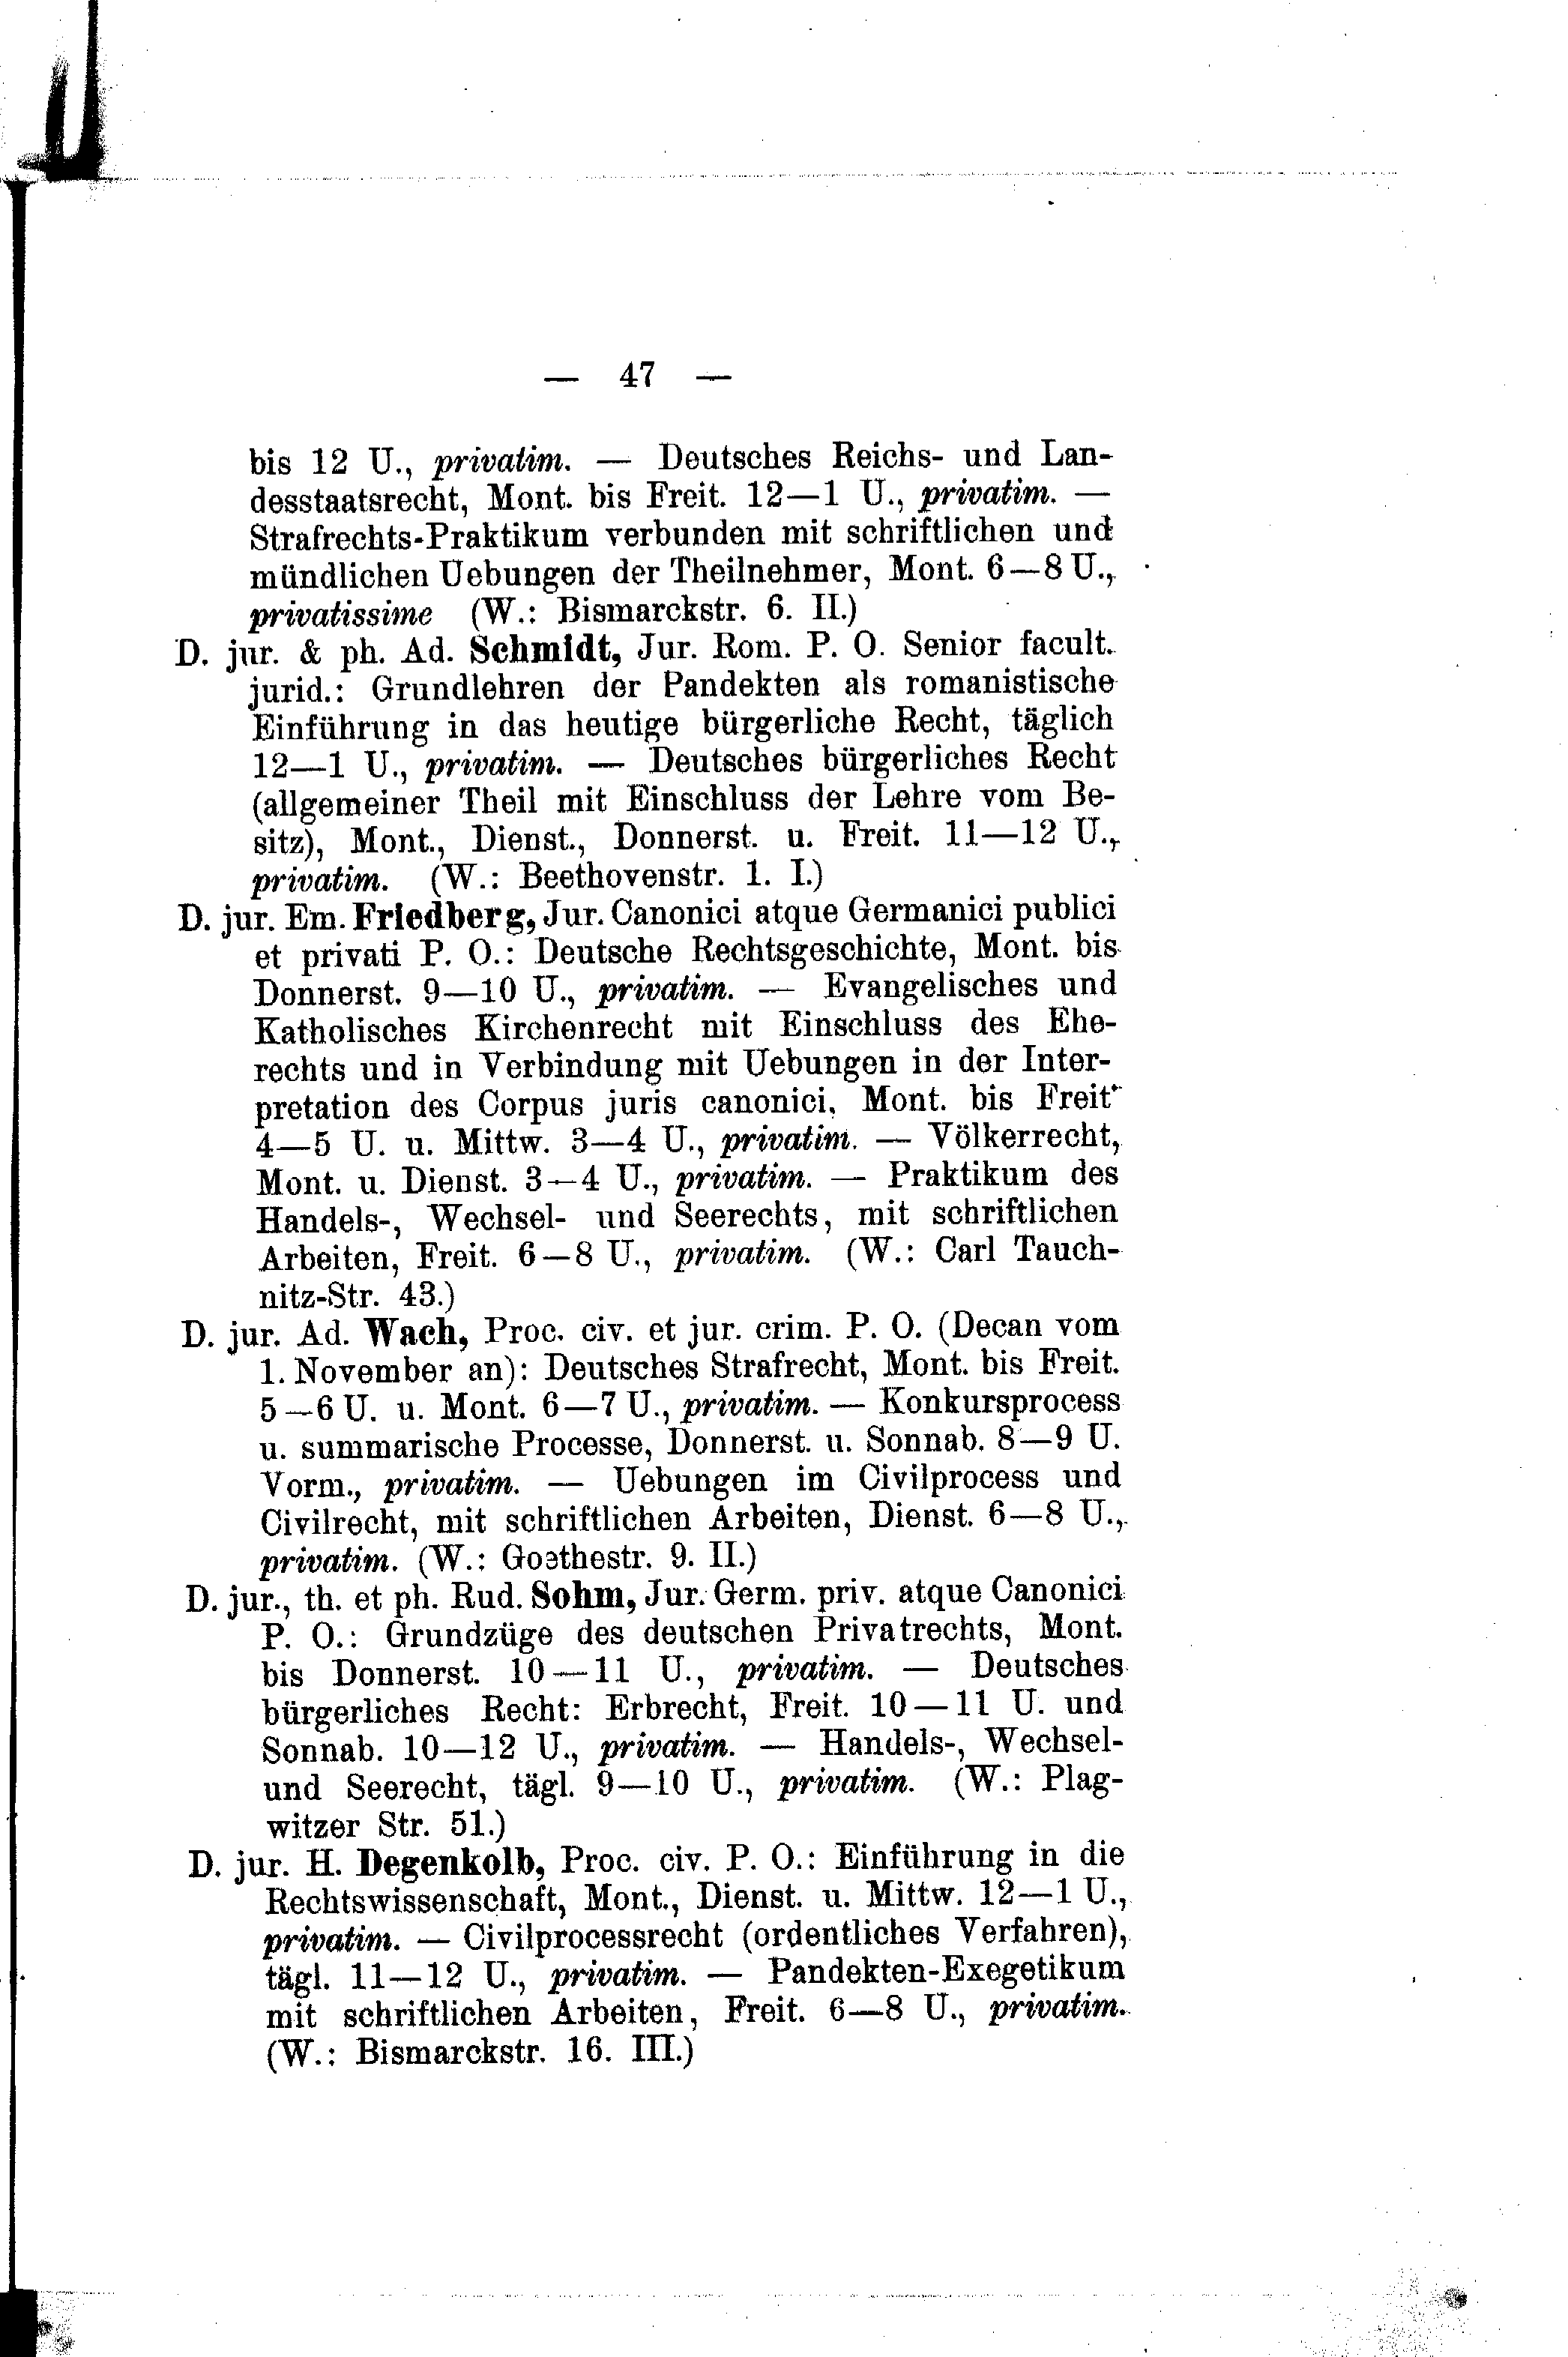 — 47 —
bis 12 U., privatim. — Deutsches Reichs- und Lan-
desstaatsrecht, Mont. bis Freit. 12—1 U., privatim. —
Strafrechts-Praktikum verbunden mit schriftlichen und
mündlichen Uebungen der Theilnehmer, Mont. 6—8 U.,
privatissime (W.: Bismarckstr. 6. II.)
D. jur. & ph. Ad. Schmidt, Jur. Rom. P. O. Senior facult.
jurid.: Grundlehren der Pandekten als romanistische
Einführung in das heutige bürgerliche Recht, täglich
12—1 U., privatim. — Deutsches bürgerliches Recht
(allgemeiner Theil mit Einschluss der Lehre vom Be-
sitz), Mont., Dienst., Donnerst. u. Freit. 11—12 U.,
privatim. (W.: Beethovenstr. 1. I.)
D. jur. Em. Friedberg, Jur. Canonici atque Germanici publici
et privati P. O.: Deutsche Rechtsgeschichte, Mont. bis
Donnerst. 9—10 U., privatim. — Evangelisches und
Katholisches Kirchenrecht mit Einschluss des Ehe-
rechts und in Verbindung mit Uebungen in der Inter-
pretation des Corpus juris canonici, Mont. bis Freit.
4—5 U. u. Mittw. 3—4 U., privatim. — Völkerrecht,
Mont. u. Dienst. 3—4 U., privatim. — Praktikum des
Handels-, Wechsel- und Seerechts, mit schriftlichen
Arbeiten, Freit. 6—8 U., privatim. (W.: Carl Tauch-
nitz-Str. 43.)
D. jur. Ad. Wach, Proc. civ. et jur. crim. P. O. (Decan vom
1. November an): Deutsches Strafrecht, Mont. bis Freit.
5—6 U. u. Mont. 6—7 U., privatim. — Konkursprocess
u. summarische Processe, Donnerst. u. Sonnab. 8—9 U.
Vorm., privatim. — Uebungen im Civilprocess und
Civilrecht, mit schriftlichen Arbeiten, Dienst. 6—8 U.,
privatim. (W.: Goethestr. 9. II.)
D. jur., th. et ph. Rud. Sohm, Jur. Germ. priv. atque Canonici
P. O.: Grundzüge des deutschen Privatrechts, Mont.
bis Donnerst. 10—11 U., privatim. — Deutsches
bürgerliches Recht: Erbrecht, Freit. 10—11 U. und
Sonnab. 10—12 U., privatim. — Handels-, Wechsel-
und Seerecht, tägl. 9—10 U., privatim. (W.: Plag-
witzer Str. 51.)
D. jur. H. Degenkolb, Proc. civ. P. O.: Einführung in die
Rechtswissenschaft, Mont., Dienst. u. Mittw. 12—1 U.,
privatim. — Civilprocessrecht (ordentliches Verfahren),
tägl. 11—12 U., privatim. — Pandekten-Exegetikum
mit schriftlichen Arbeiten, Freit. 6—8 U., privatim.
(W.: Bismarckstr. 16. III.)